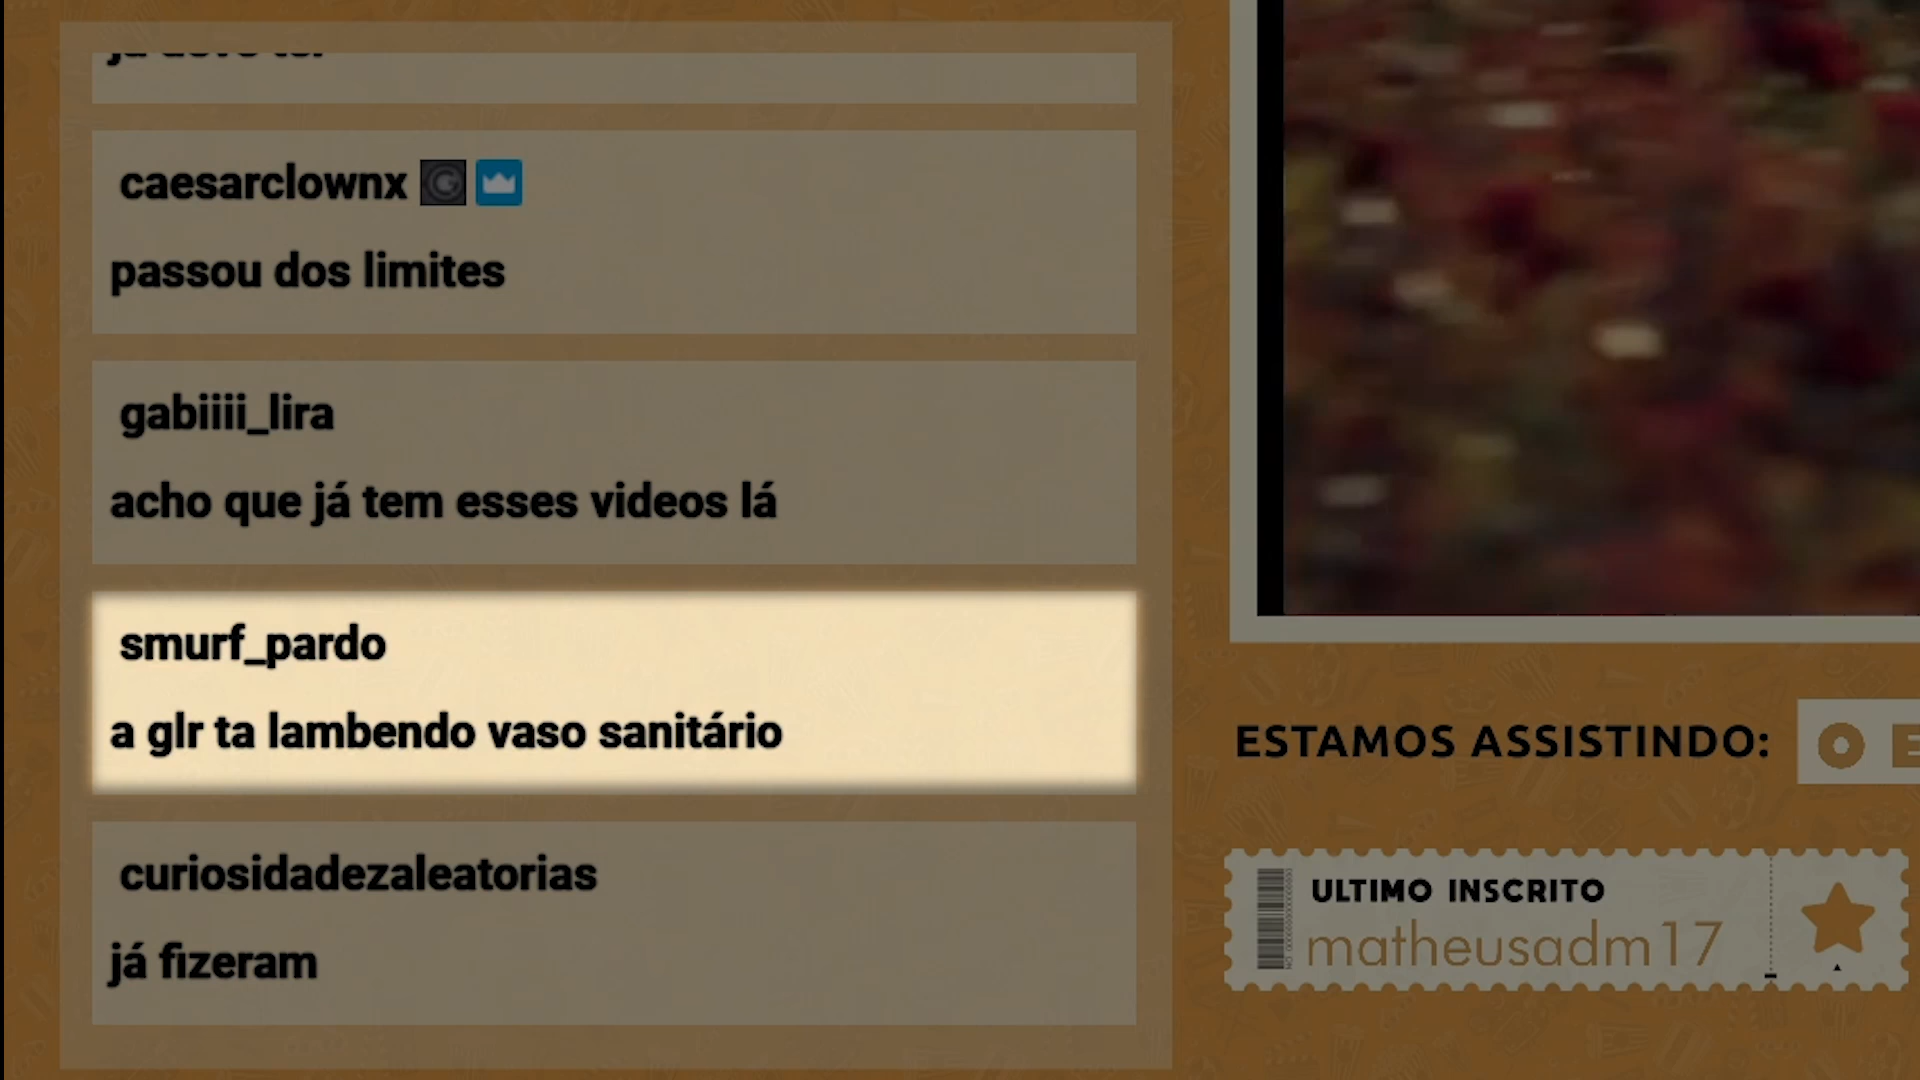 já
caesarclownx
passou dos limites
gabiiii_lira
acho que já tem esses videos lá
smurf_pardo
a glr ta lambendo vaso sanitário
curiosidadezaleatorias
já fizeram
ESTAMOS ASSISTINDO: O
ULTIMO INSCRITO
matheusadm17